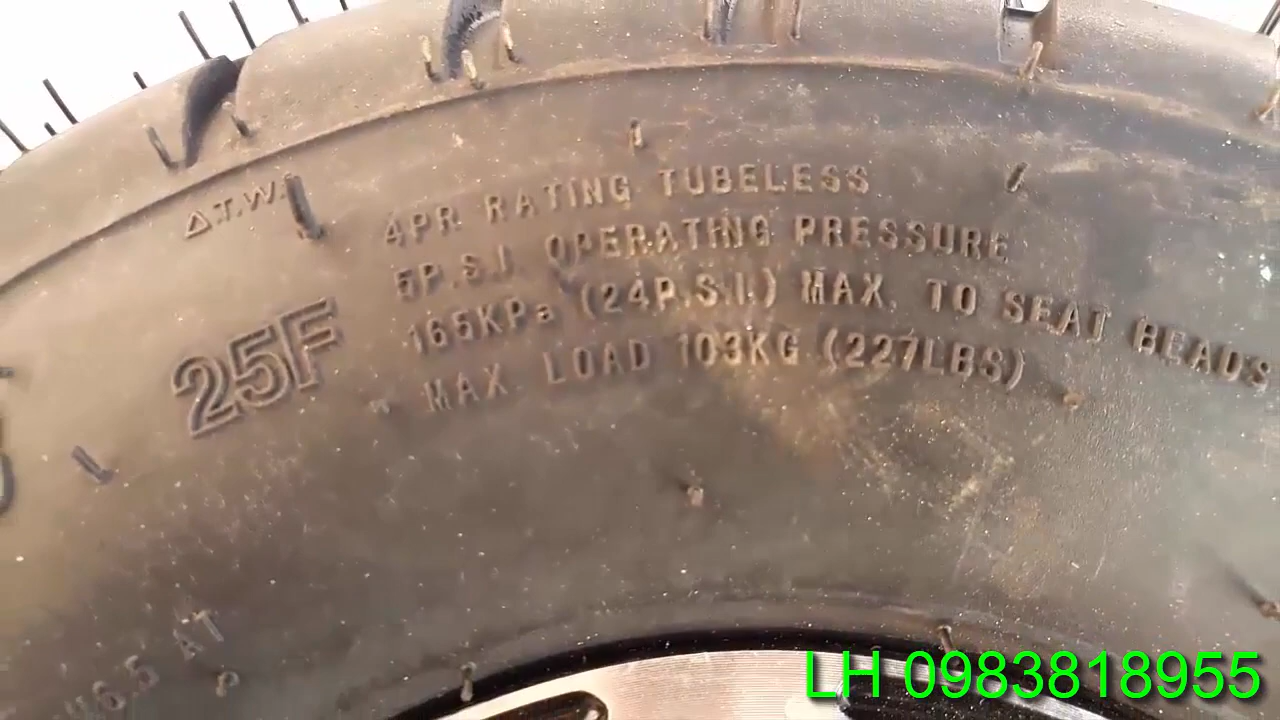 △T.W.I
4PR RATING TUBELESS
5P.S.I. OPERATING PRESSURE
165KPa (24P.S.I.) MAX. TO SEAT BEADS
MAX. LOAD 103KG (227LBS)
25F
LH 0983818955